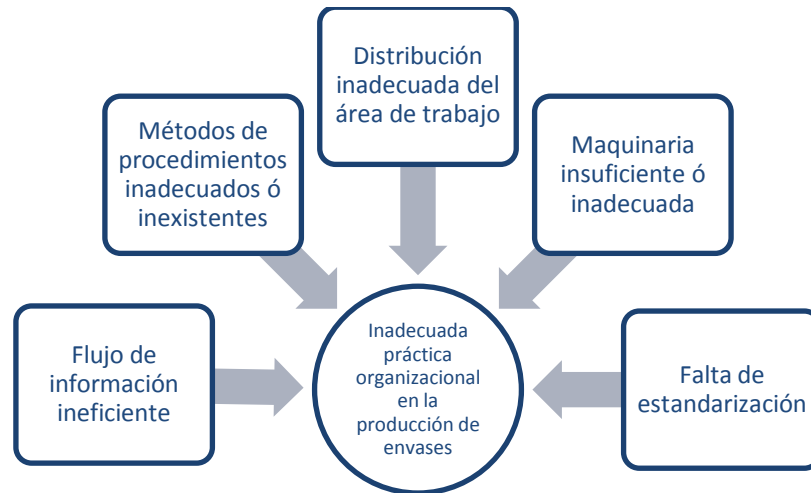 Distribución
inadecuada del
área de trabajo
Métodos de
procedimientos
inadecuados ó
inexistentes
Maquinaria
insuficiente ó
inadecuada
Flujo de
información
ineficiente
Inadecuada
práctica
organizacional
en la
producción de
envases
Falta de
estandarización